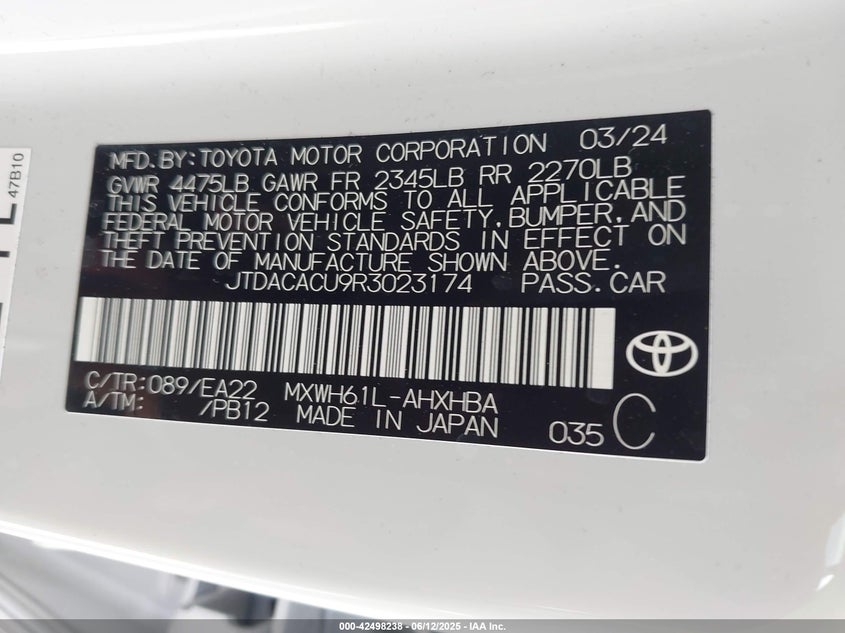 47B10
MFD.BY:TOYOTA MOTOR CORPORATION 03/24
GVWR 4475LB GAWR FR 2345LB RR 2270LB
THIS VEHICLE CONFORMS TO ALL APPLICABLE
FEDERAL MOTOR VEHICLE SAFETY,BUMPER,AND
THEFT PREVENTION STANDARDS IN EFFECT ON
THE DATE OF MANUFACTURE SHOWN ABOVE.
JTDACACU9R3023174 PASS.CAR
C/TR:089/EA22 MXWH61L-AHXHBA
A/TM: /PB12 MADE IN JAPAN 035 C
000-42498238 - 06/12/2025 - IAA Inc.